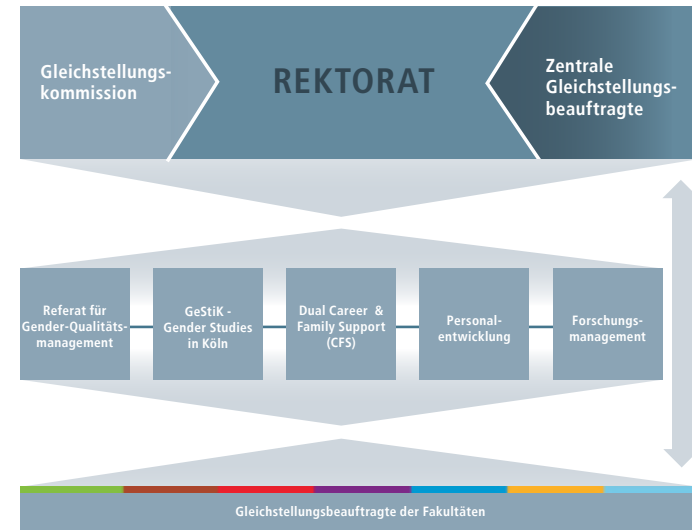 Gleichstellungs-
kommission
REKTORAT
Zentrale
Gleichstellungs-
beauftragte
Referat für
Gender-Qualitäts-
management
GeStiK -
Gender Studies
in Köln
Dual Career &
Family Support
(CFS)
Personal-
entwicklung
Forschungs-
management
Gleichstellungsbeauftragte der Fakultäten